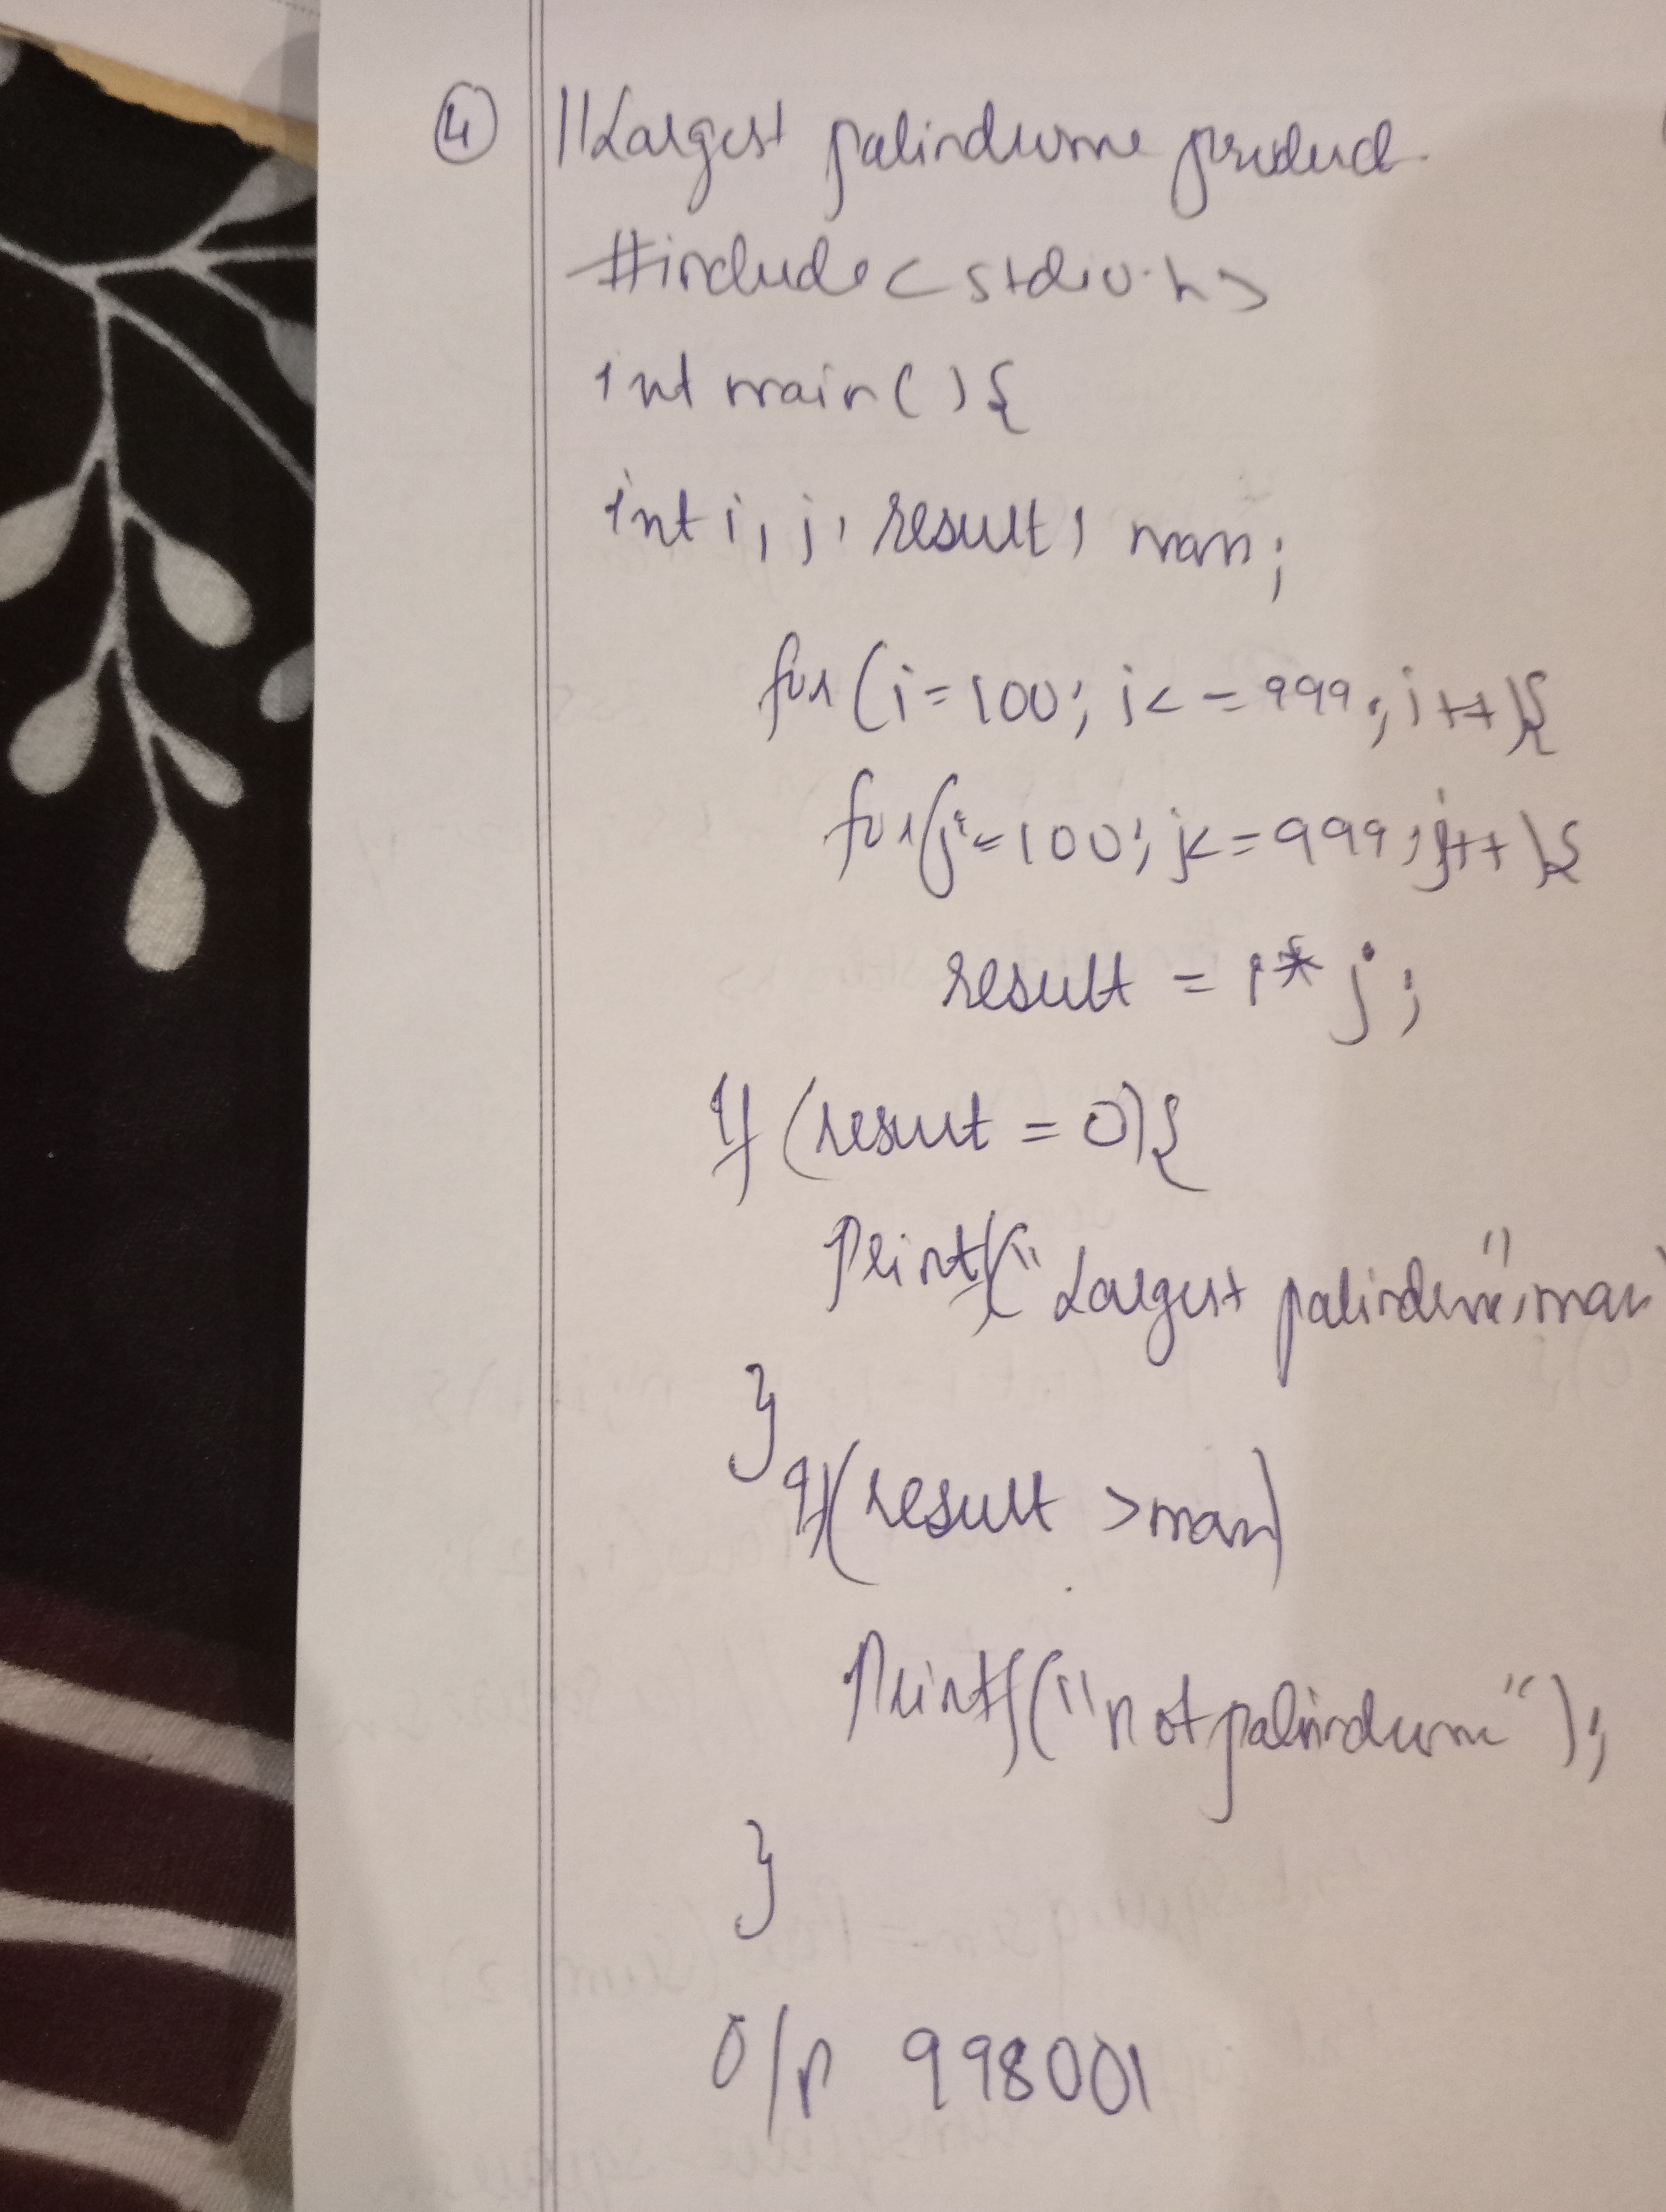 ④ //Largest palindrome product
#include<stdio.h>
int main(){
int i, j, result, max;
for(i=100; i<=999; i++){
for(j=100; j<=999; j++){
result = i*j;
If (result = 0){
Printf("Largest palindrome", max)
}
if(result >max)
Printf("not palindrome");
}
O/P 998001